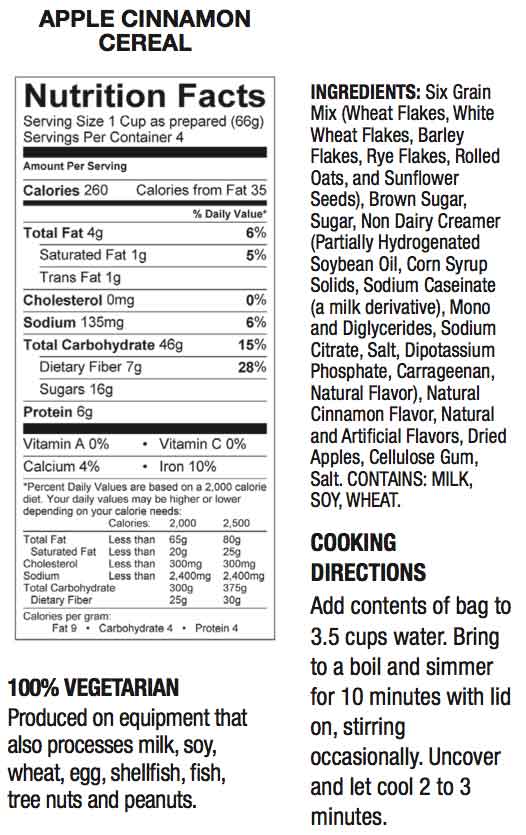 APPLE CINNAMON
CEREAL
Nutrition Facts
Serving Size 1 Cup as prepared (66g)
Servings Per Container 4
Amount Per Serving
Calories 260 Calories from Fat 35
% Daily Value*
Total Fat 4g 6%
Saturated Fat 1g 5%
Trans Fat 1g
Cholesterol 0mg 0%
Sodium 135mg 6%
Total Carbohydrate 46g 15%
Dietary Fiber 7g 28%
Sugars 16g
Protein 6g
Vitamin A 0% • Vitamin C 0%
Calcium 4% • Iron 10%
*Percent Daily Values are based on a 2,000 calorie
diet. Your daily values may be higher or lower
depending on your calorie needs:
Calories: 2,000 2,500
Total Fat Less than 65g 80g
Saturated Fat Less than 20g 25g
Cholesterol Less than 300mg 300mg
Sodium Less than 2,400mg 2,400mg
Total Carbohydrate 300g 375g
Dietary Fiber 25g 30g
Calories per gram:
Fat 9 • Carbohydrate 4 • Protein 4
100% VEGETARIAN
Produced on equipment that
also processes milk, soy,
wheat, egg, shellfish, fish,
tree nuts and peanuts.
INGREDIENTS: Six Grain
Mix (Wheat Flakes, White
Wheat Flakes, Barley
Flakes, Rye Flakes, Rolled
Oats, and Sunflower
Seeds), Brown Sugar,
Sugar, Non Dairy Creamer
(Partially Hydrogenated
Soybean Oil, Corn Syrup
Solids, Sodium Caseinate
(a milk derivative), Mono
and Diglycerides, Sodium
Citrate, Salt, Dipotassium
Phosphate, Carrageenan,
Natural Flavor), Natural
Cinnamon Flavor, Natural
and Artificial Flavors, Dried
Apples, Cellulose Gum,
Salt. CONTAINS: MILK,
SOY, WHEAT.
COOKING
DIRECTIONS
Add contents of bag to
3.5 cups water. Bring
to a boil and simmer
for 10 minutes with lid
on, stirring
occasionally. Uncover
and let cool 2 to 3
minutes.